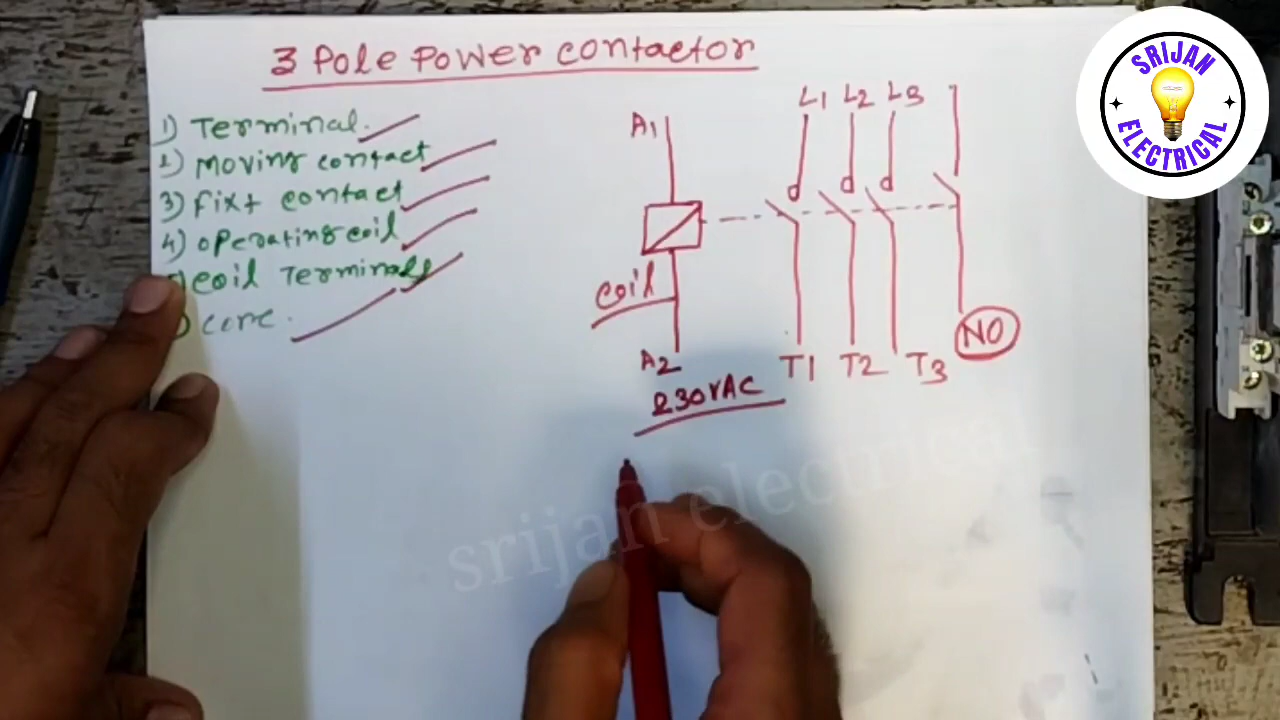 3 Pole Power contactor
1) Terminal.
2) Moving contact
3) Fixt contact
4) operating coil
5) coil Terminals
) core.
A1
L1 L2 L3
coil
A2
T1 T2 T3
NO
230VAC
SRIJAN
ELECTRICAL
srijan electrical